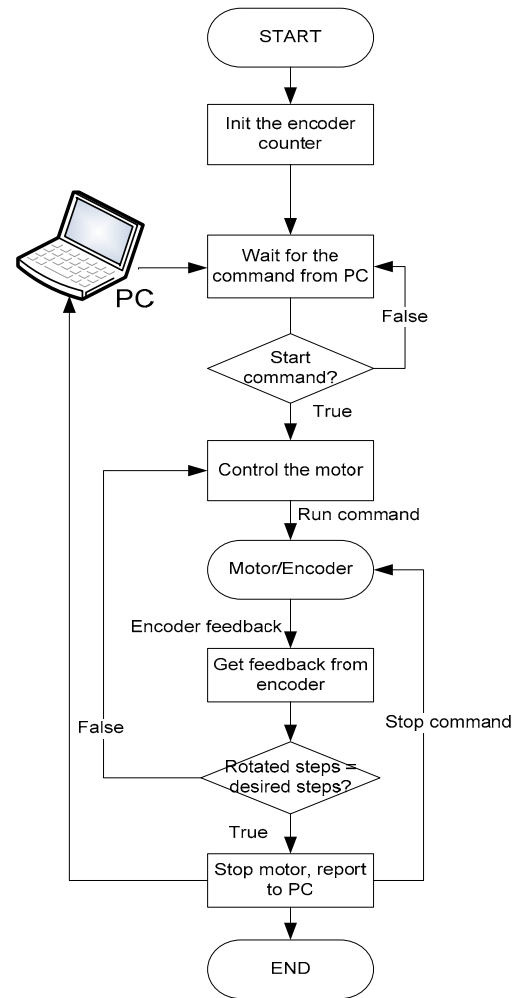 START
Init the encoder
counter
Wait for the
command from PC
PC
False
Start
command?
True
Control the motor
Run command
Motor/Encoder
Encoder feedback
Get feedback from
encoder
Stop command
False
Rotated steps =
desired steps?
True
Stop motor, report
to PC
END